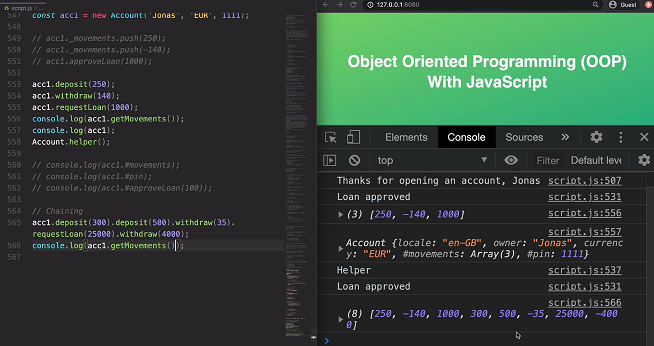 script.js
547 const acc1 = new Account('Jonas', 'EUR', 1111);
548
549 // acc1._movements.push(250);
550 // acc1._movements.push(-140);
551 // acc1.approveLoan(1000);
552
553 acc1.deposit(250);
554 acc1.withdraw(140);
555 acc1.requestLoan(1000);
556 console.log(acc1.getMovements());
557 console.log(acc1);
558 Account.helper();
559
560 // console.log(acc1.#movements);
561 // console.log(acc1.#pin);
562 // console.log(acc1.#approveLoan(100));
563
564 // Chaining
565 acc1.deposit(300).deposit(500).withdraw(35).
requestLoan(25000).withdraw(4000);
566 console.log(acc1.getMovements());
567
127.0.0.1:8080
Guest
Object Oriented Programming (OOP)
With JavaScript
Elements Console Sources »
top Filter Default leve
Thanks for opening an account, Jonas script.js:507
Loan approved script.js:531
(3) [250, -140, 1000] script.js:556
script.js:557
Account {locale: "en-GB", owner: "Jonas", currenc
y: "EUR", #movements: Array(3), #pin: 1111}
Helper script.js:537
Loan approved script.js:531
script.js:566
(8) [250, -140, 1000, 300, 500, -35, 25000, -400
0]